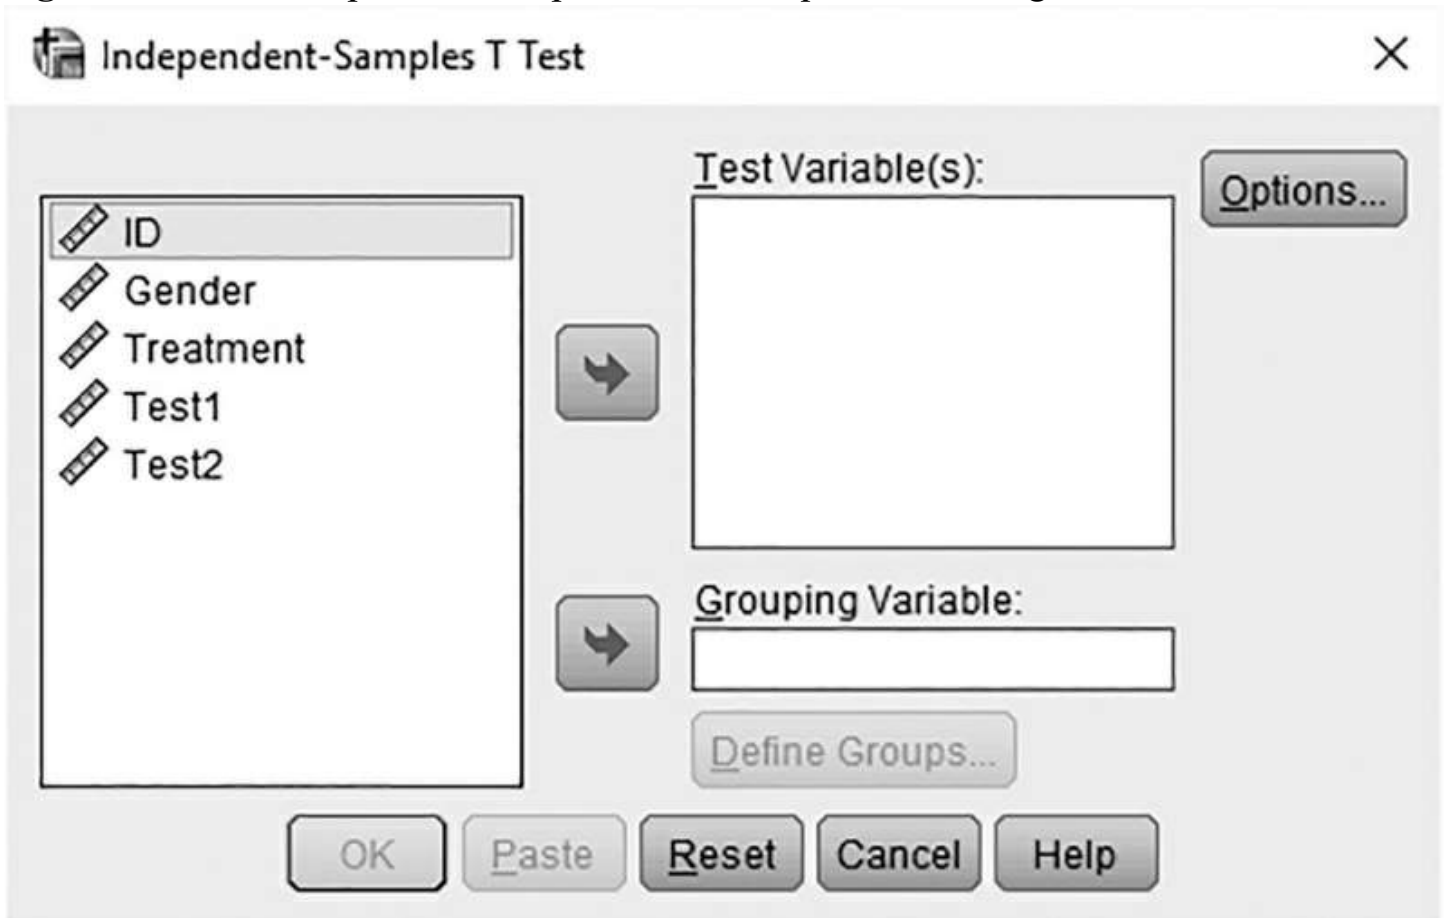 Independent-Samples T Test
Test Variable(s):
Options...
ID
Gender
Treatment
Test1
Test2
Grouping Variable:
Define Groups...
OK
Paste
Reset
Cancel
Help